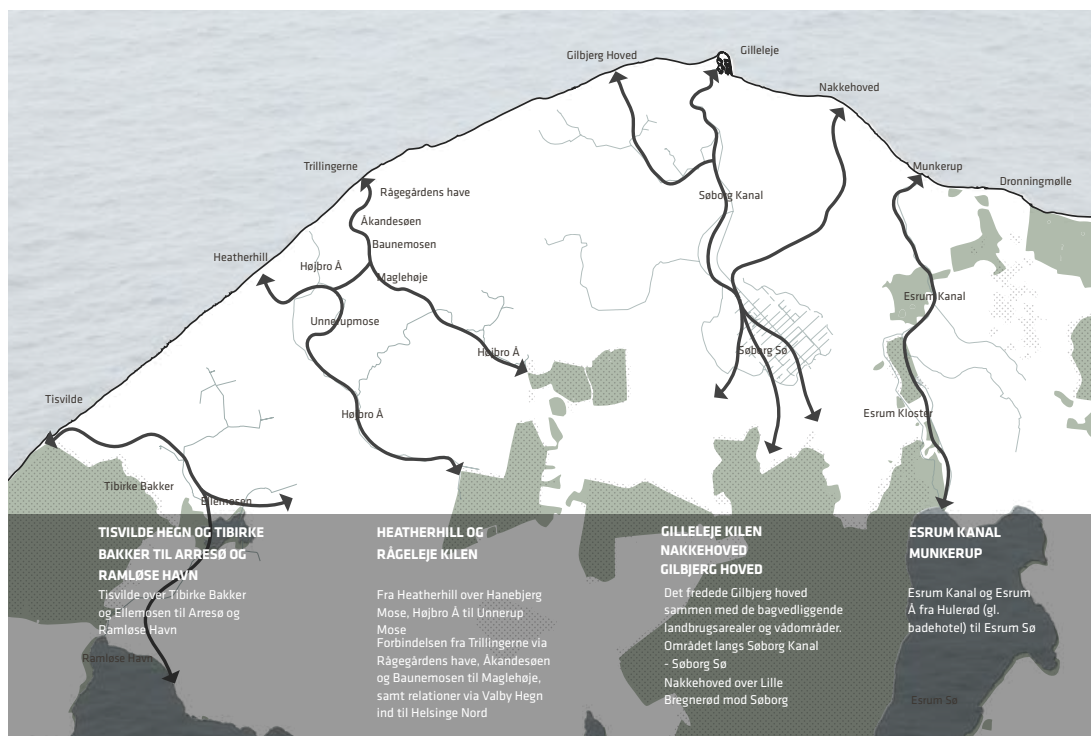 Gilleleje
Gilbjerg Hoved
Nakkehoved
Trillingerne
Munkerup
Dronningmølle
Rågegårdens have
Søborg Kanal
Åkandesøen
Baunemosen
Heatherhill
Højbro Å
Maglehøje
Esrum Kanal
Unnerupmose
Søborg Sø
Højbro Å
Tisvilde
Højbro Å
Esrum Kloster
Tibirke Bakker
Ellemosen
TISVILDE HEGN OG TIBIRKE
BAKKER TIL ARRESØ OG
RAMLØSE HAVN
Tisvilde over Tibirke Bakker
og Ellemosen til Arresø og
Ramløse Havn
Ramløse Havn
HEATHERHILL OG
RÅGELEJE KILEN
Fra Heatherhill over Hanebjerg
Mose, Højbro Å til Unnerup
Mose
Forbindelsen fra Trillingerne via
Rågegårdens have, Åkandesøen
og Baunemosen til Maglehøje,
samt relationer via Valby Hegn
ind til Helsinge Nord
GILLELEJE KILEN
NAKKEHOVED
GILBJERG HOVED
Det fredede Gilbjerg hoved
sammen med de bagvedliggende
landbrugsarealer og vådområder.
Området langs Søborg Kanal
- Søborg Sø
Nakkehoved over Lille
Bregnerød mod Søborg
ESRUM KANAL
MUNKERUP
Esrum Kanal og Esrum
Å fra Hulerød (gl.
badehotel) til Esrum Sø
Esrum Sø